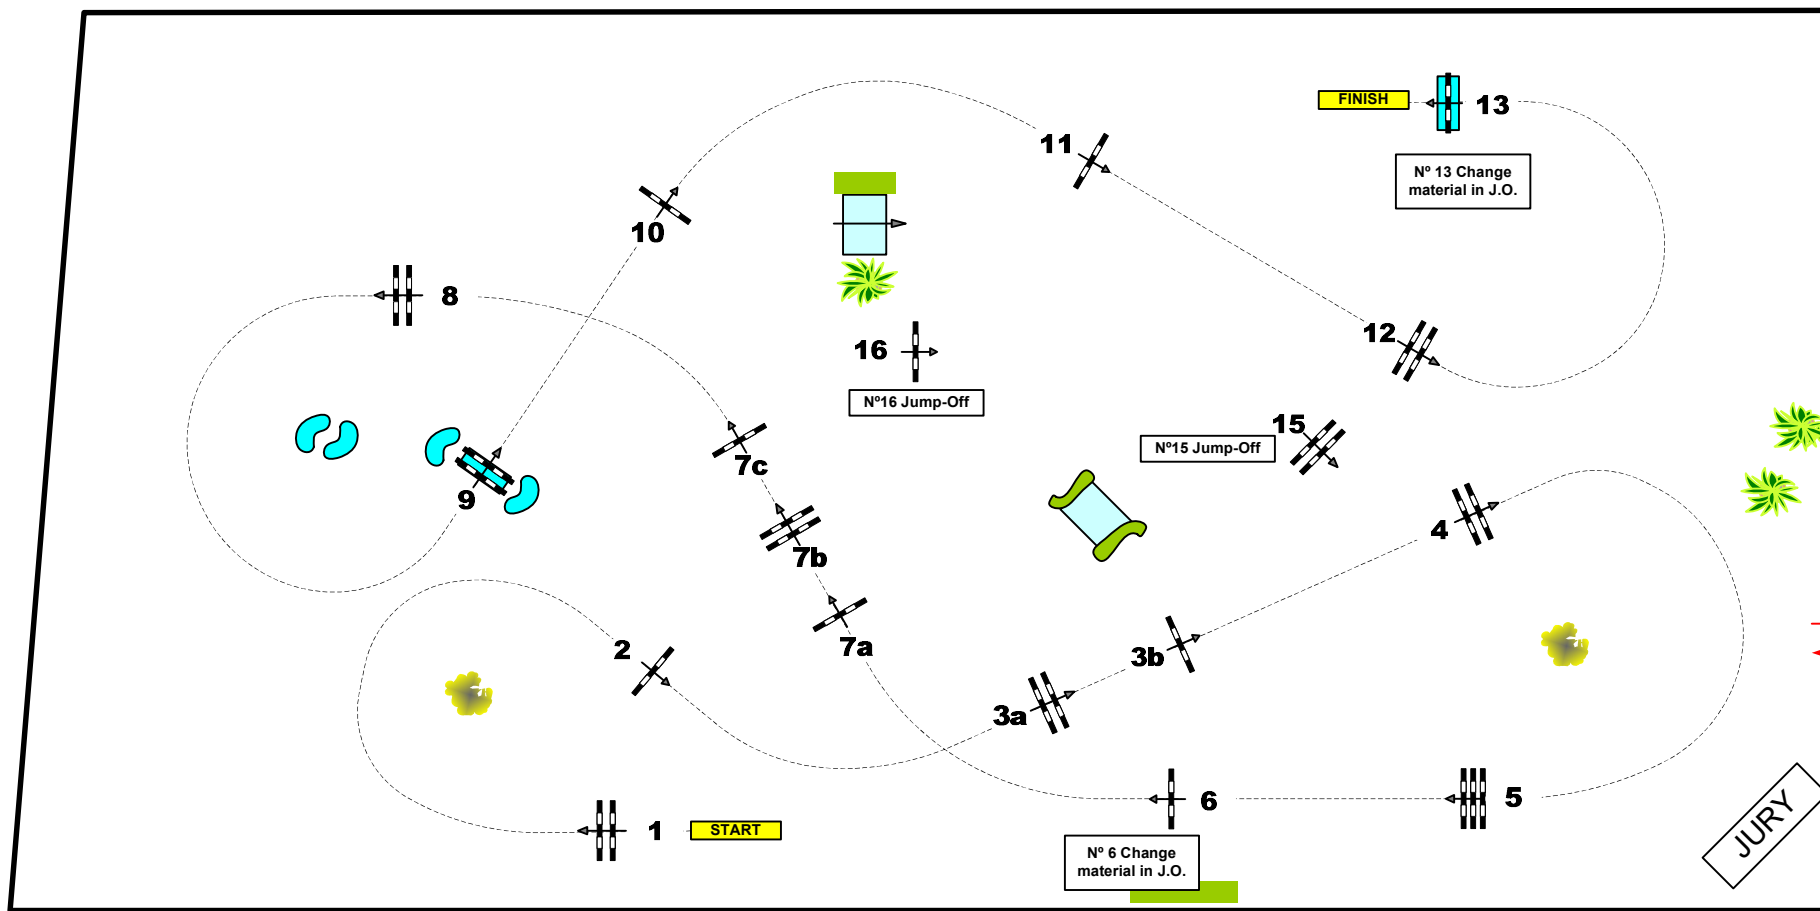 FINISH
13
11
Nº 13 Change
material in J.O.
10
8
12
16
Nº16 Jump-Off
15
Nº15 Jump-Off
7c
9
4
7b
2
7a
3b
3a
6
5
1
START
Nº 6 Change
material in J.O.
JURY